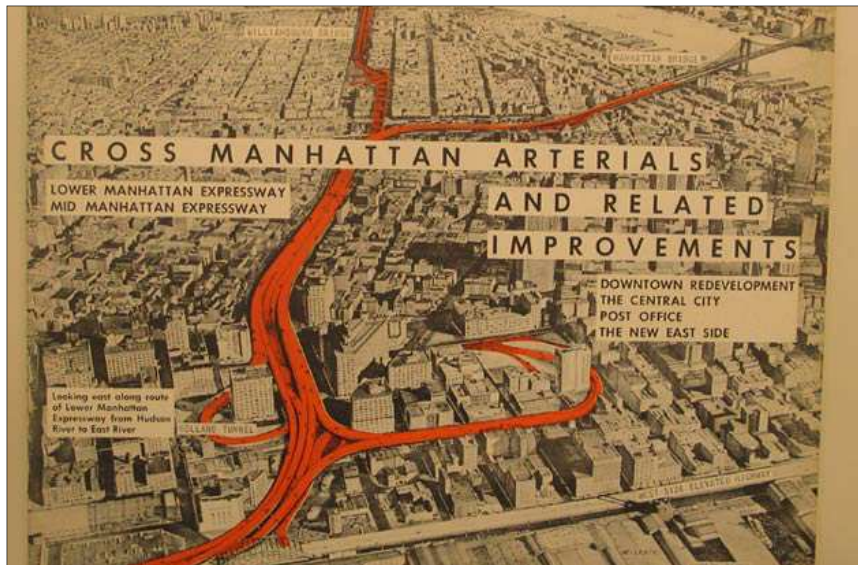 WILLIAMSBURG BRIDGE
MANHATTAN BRIDGE
CROSS MANHATTAN ARTERIALS
AND RELATED
IMPROVEMENTS
LOWER MANHATTAN EXPRESSWAY
MID MANHATTAN EXPRESSWAY
DOWNTOWN REDEVELOPMENT
THE CENTRAL CITY
POST OFFICE
THE NEW EAST SIDE
Looking east along route
of Lower Manhattan
Expressway from Hudson
River to East River
HOLLAND TUNNEL
WEST SIDE ELEVATED HIGHWAY